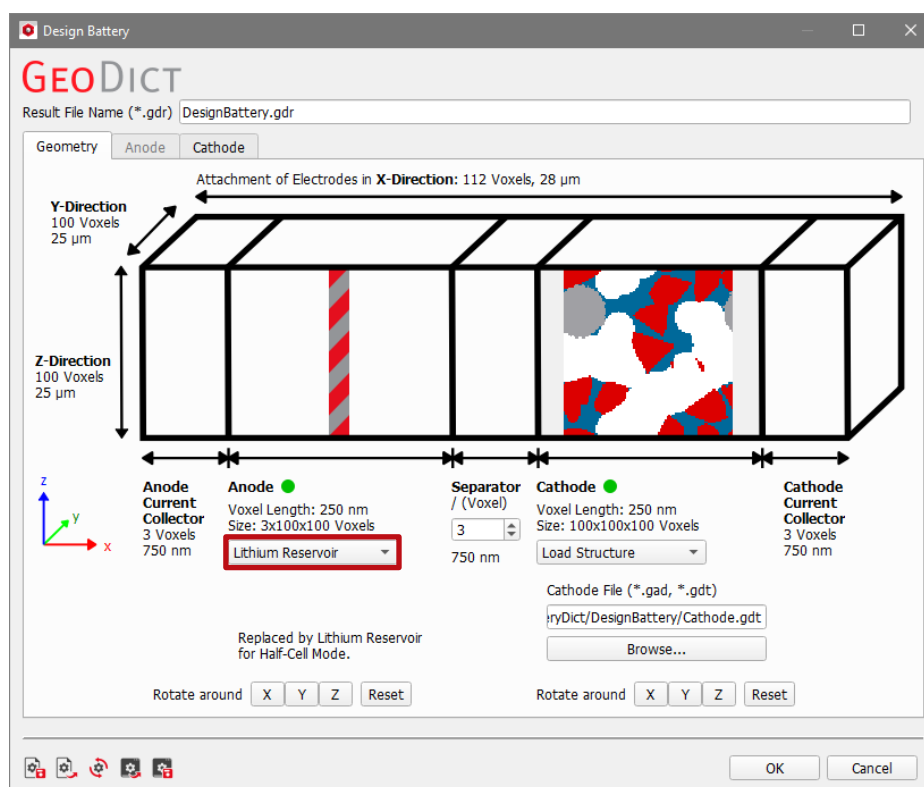 Design Battery
GEODICT
Result File Name (*.gdr) DesignBattery.gdr
Geometry Anode Cathode
Attachment of Electrodes in X-Direction: 112 Voxels, 28 µm
Y-Direction
100 Voxels
25 µm
Z-Direction
100 Voxels
25 µm
z
y
x
Anode
Current
Collector
3 Voxels
750 nm
Anode
Voxel Length: 250 nm
Size: 3x100x100 Voxels
Lithium Reservoir
Replaced by Lithium Reservoir
for Half-Cell Mode.
Rotate around X Y Z Reset
Separator
/ (Voxel)
3
750 nm
Cathode
Voxel Length: 250 nm
Size: 100x100x100 Voxels
Load Structure
Cathode File (*.gad, *.gdt)
eryDict/DesignBattery/Cathode.gdt
Browse...
Rotate around X Y Z Reset
Cathode
Current
Collector
3 Voxels
750 nm
OK Cancel